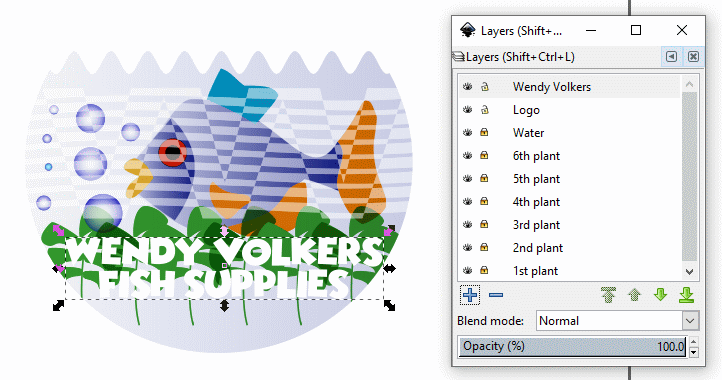 WENDY VOLKERS
FISH SUPPLIES
Layers (Shift+...
Layers (Shift+Ctrl+L)
Wendy Volkers
Logo
Water
6th plant
5th plant
4th plant
3rd plant
2nd plant
1st plant
Blend mode: Normal
Opacity (%) 100.0